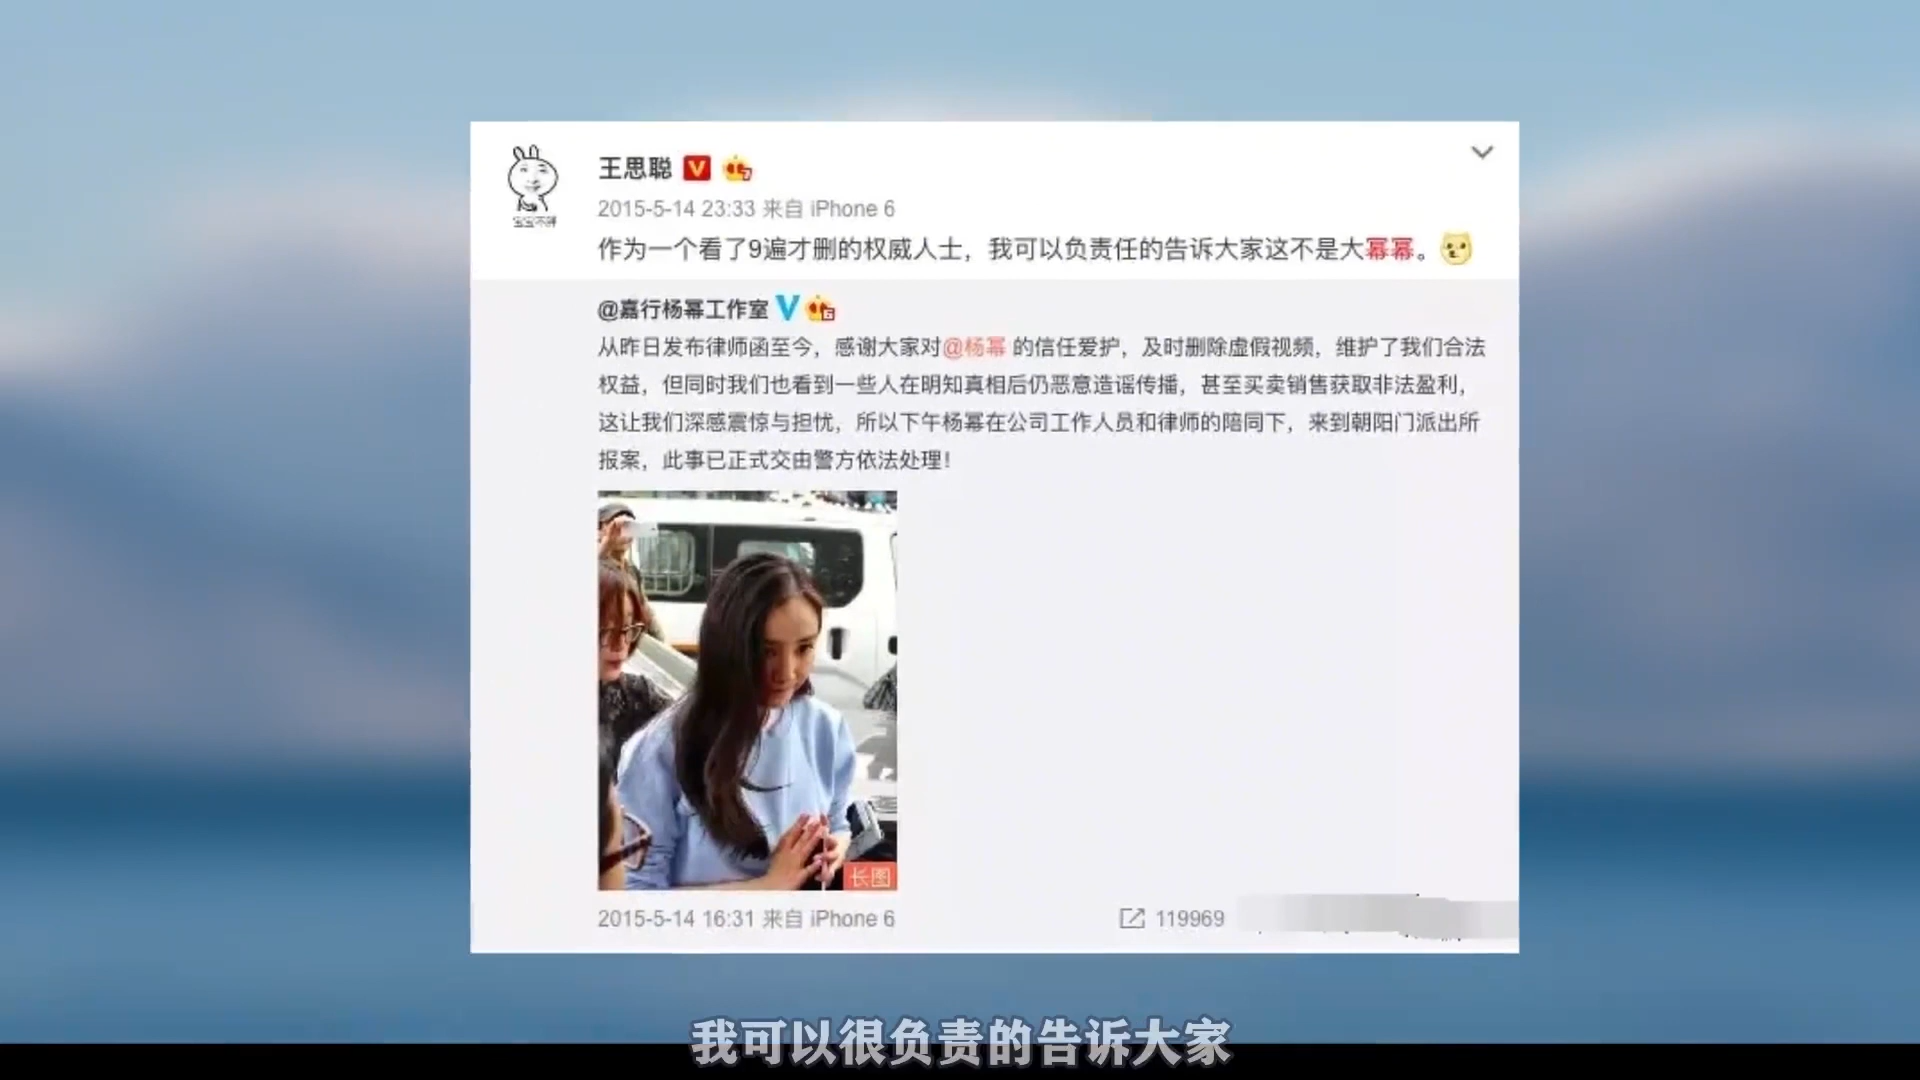 王思聪
2015-5-14 23:33 来自 iPhone 6
作为一个看了9遍才删的权威人士，我可以负责任的告诉大家这不是大幂幂。
宝宝不胖
@嘉行杨幂工作室
从昨日发布律师函至今，感谢大家对@杨幂 的信任爱护，及时删除虚假视频，维护了我们合法
权益，但同时我们也看到一些人在明知真相后仍恶意造谣传播，甚至买卖销售获取非法盈利，
这让我们深感震惊与担忧，所以下午杨幂在公司工作人员和律师的陪同下，来到朝阳门派出所
报案，此事已正式交由警方依法处理！
长图
2015-5-14 16:31 来自 iPhone 6
119969
我可以很负责的告诉大家